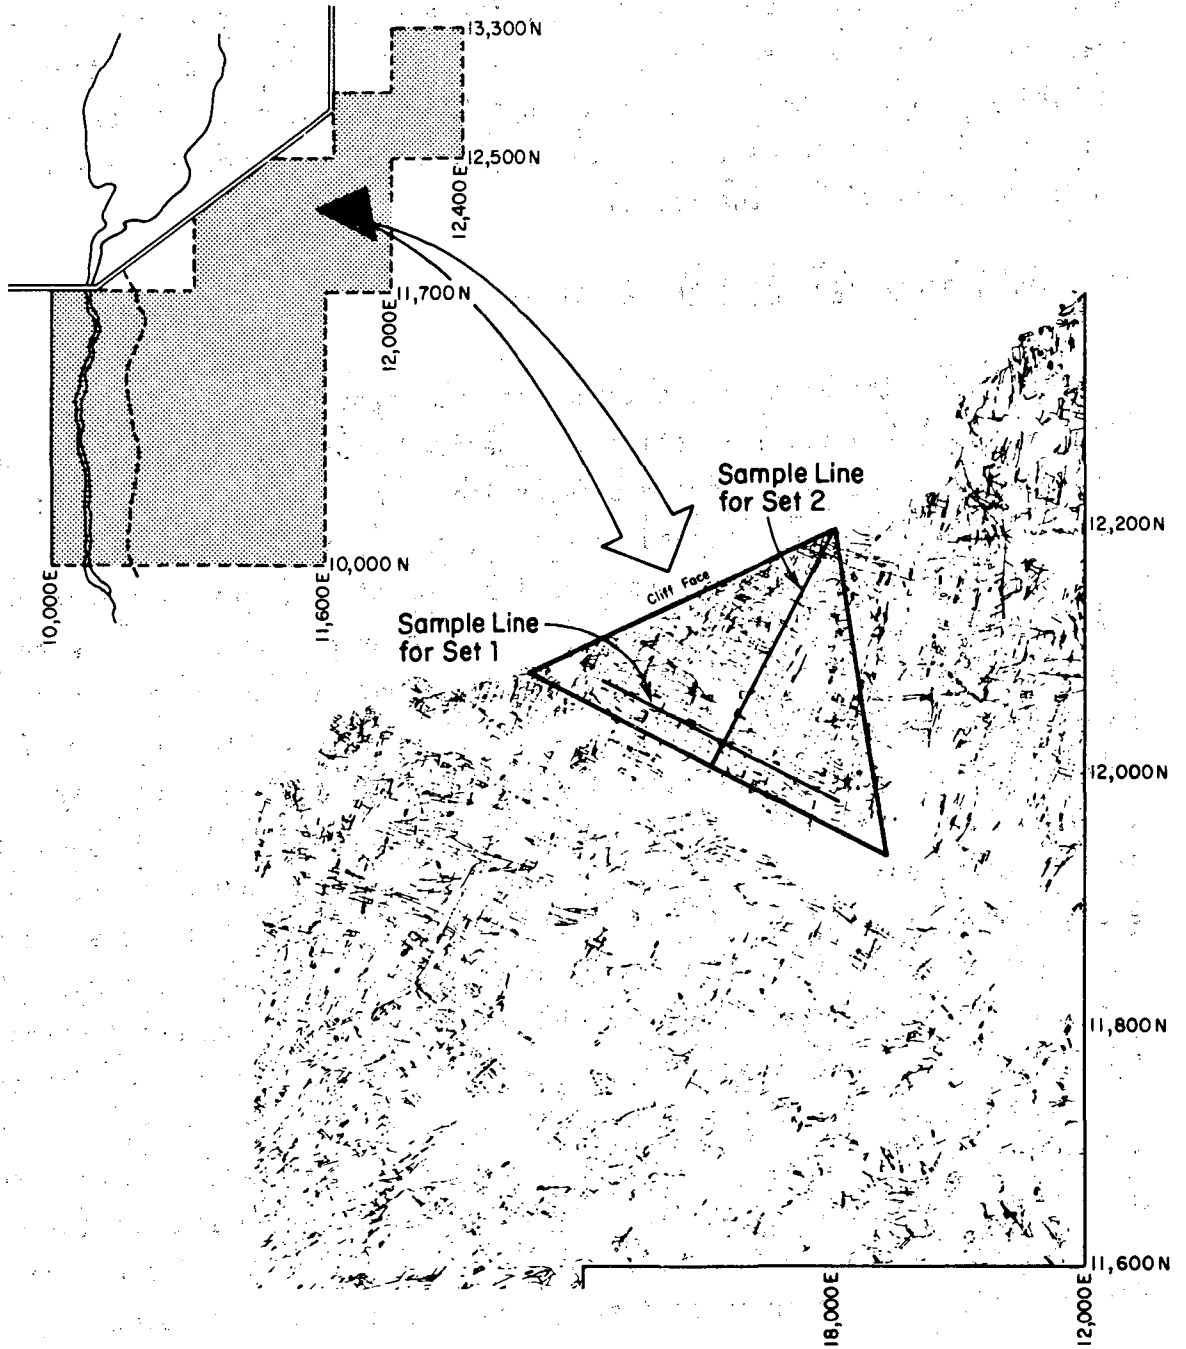 13,300N
12,500N
12,400E
11,700N
12,000E
10,000N
10,000E
11,600E
Sample Line
for Set 2
12,200N
Cliff Face
Sample Line
for Set 1
12,000N
11,800N
11,600N
18,000E
12,000E